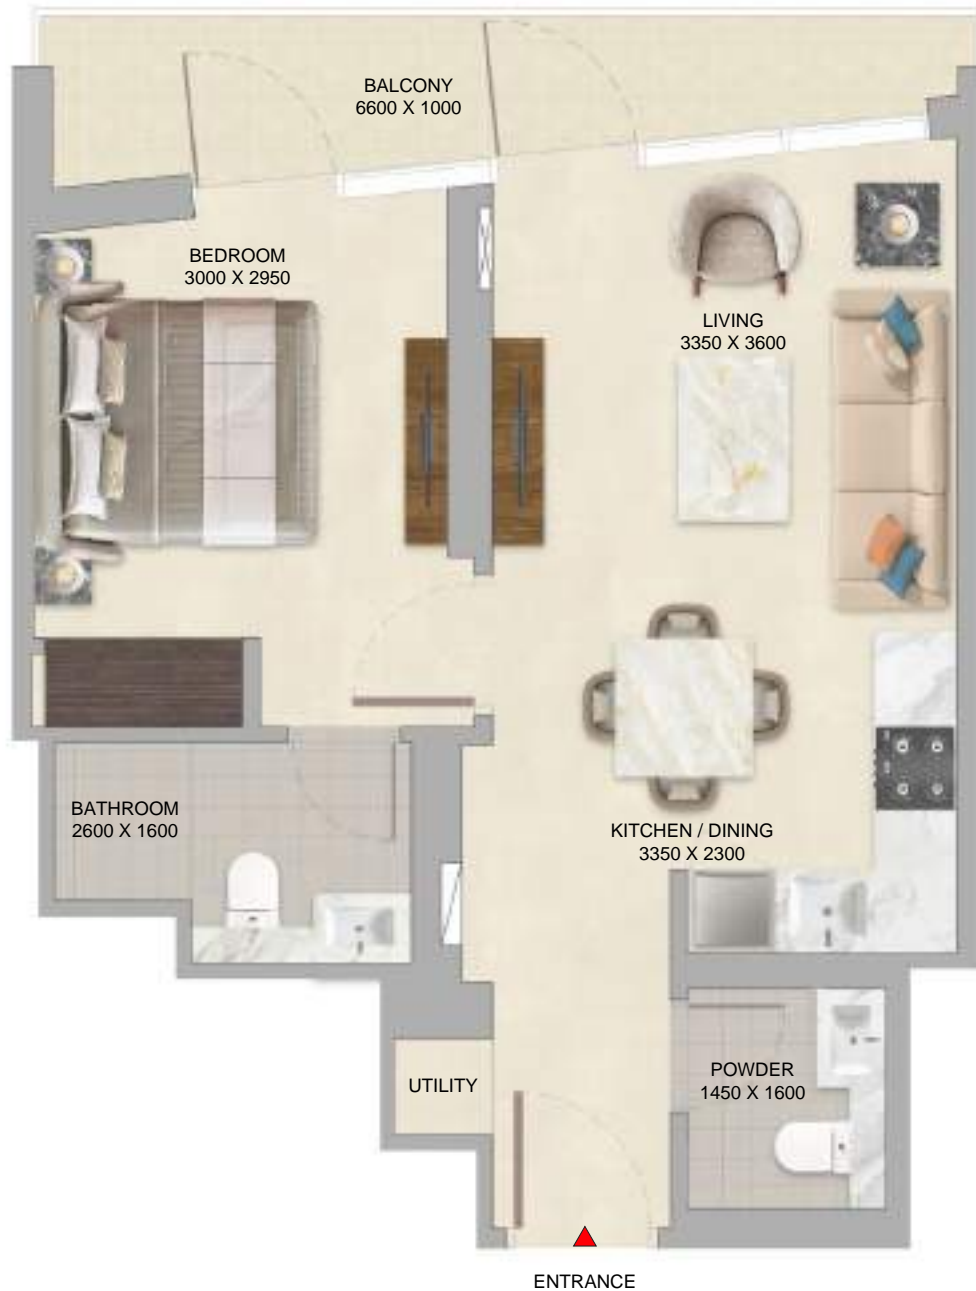 BALCONY
6600 X 1000
BEDROOM
3000 X 2950
LIVING
3350 X 3600
BATHROOM
2600 X 1600
KITCHEN / DINING
3350 X 2300
UTILITY
POWDER
1450 X 1600
ENTRANCE